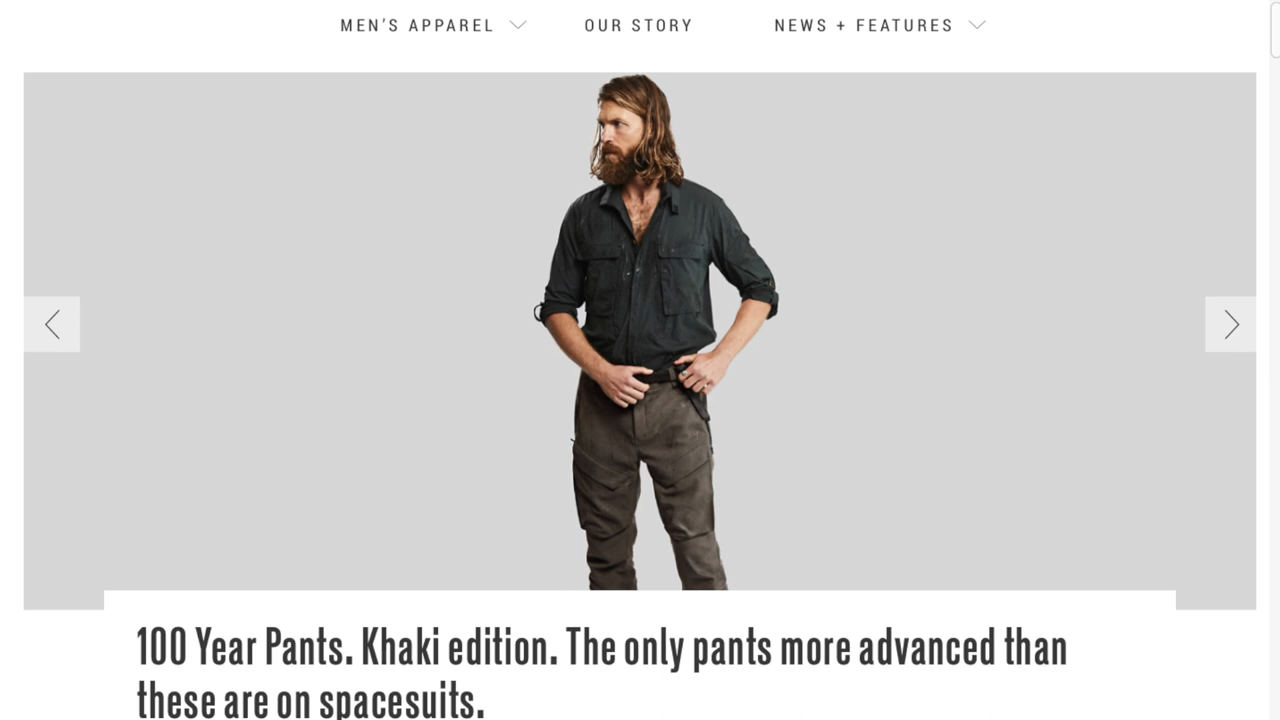 MEN'S APPAREL
OUR STORY
NEWS + FEATURES
100 Year Pants. Khaki edition. The only pants more advanced than
these are on spacesuits.